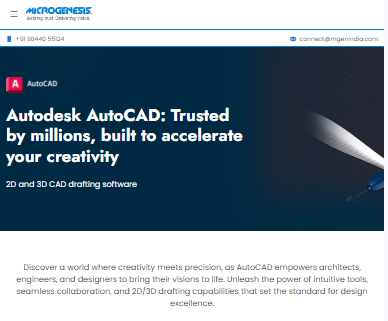 MICROGENESIS
Building Trust. Delivering Value.
+91 98440 55124
connect@mgenindia.com
A AutoCAD
Autodesk AutoCAD: Trusted
by millions, built to accelerate
your creativity
2D and 3D CAD drafting software
Discover a world where creativity meets precision, as AutoCAD empowers architects,
engineers, and designers to bring their visions to life. Unleash the power of intuitive tools,
seamless collaboration, and 2D/3D drafting capabilities that set the standard for design
excellence.